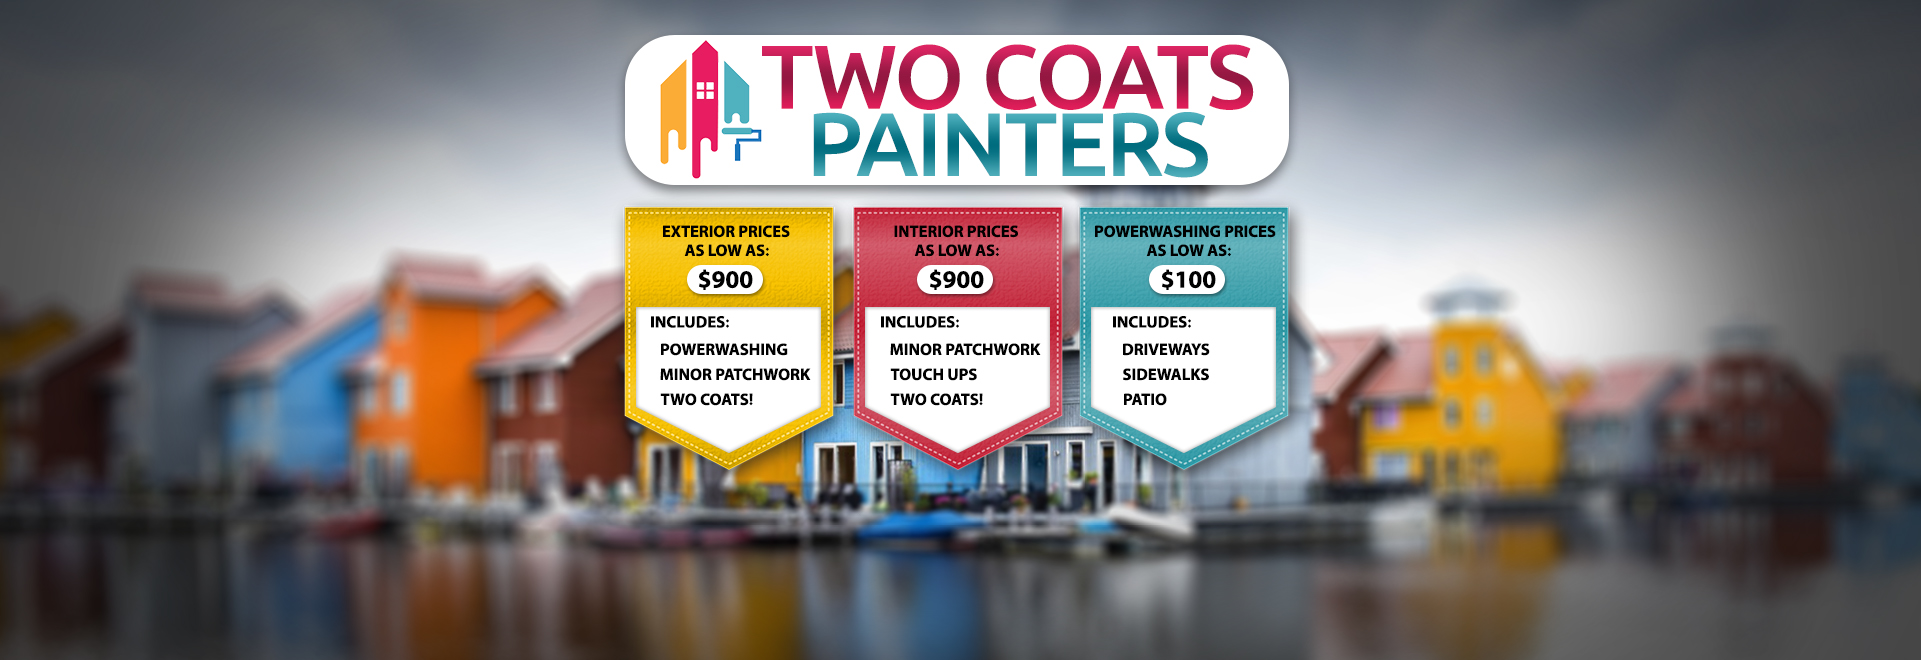 TWO COATS
PAINTERS
EXTERIOR PRICES
AS LOW AS:
$900
INCLUDES:
POWERWASHING
MINOR PATCHWORK
TWO COATS!
INTERIOR PRICES
AS LOW AS:
$900
INCLUDES:
MINOR PATCHWORK
TOUCH UPS
TWO COATS!
POWERWASHING PRICES
AS LOW AS:
$100
INCLUDES:
DRIVEWAYS
SIDEWALKS
PATIO